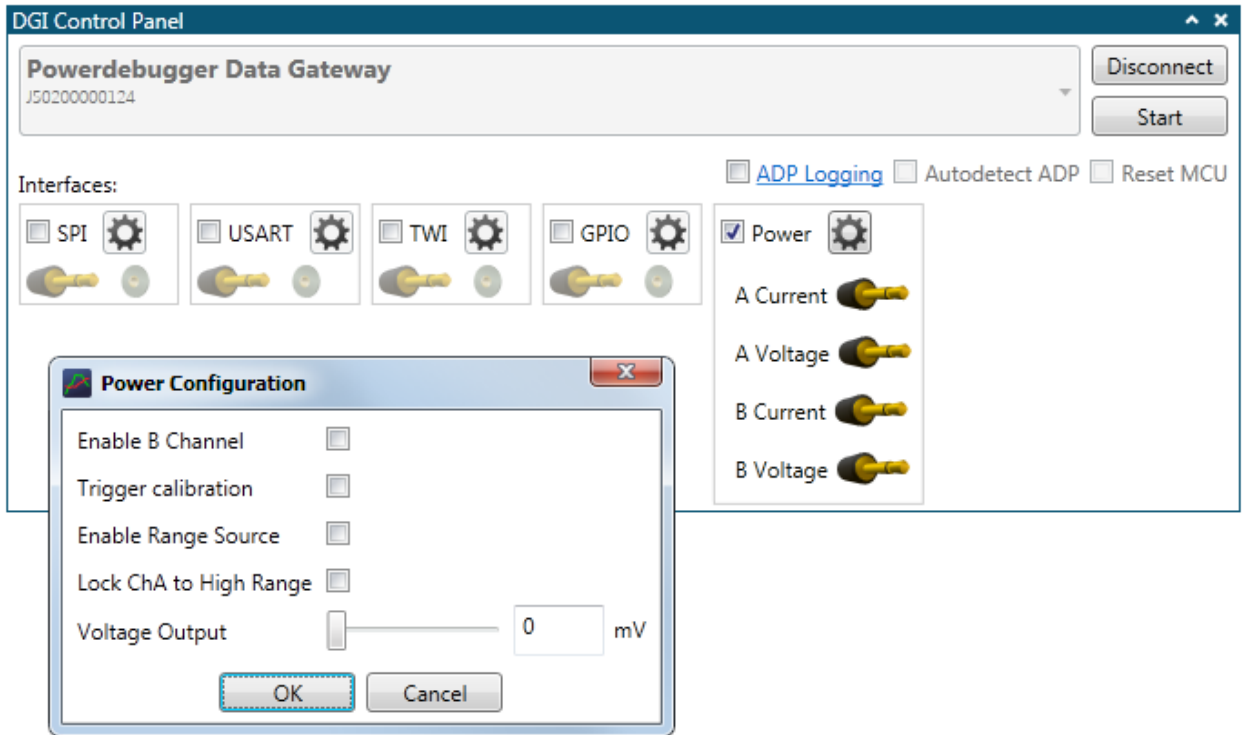 DGI Control Panel
Powerdebugger Data Gateway
J50200000124
Disconnect
Start
ADP Logging Autodetect ADP Reset MCU
Interfaces:
SPI USART TWI GPIO Power
A Current
A Voltage
B Current
B Voltage
Power Configuration
Enable B Channel
Trigger calibration
Enable Range Source
Lock ChA to High Range
Voltage Output 0 mV
OK Cancel